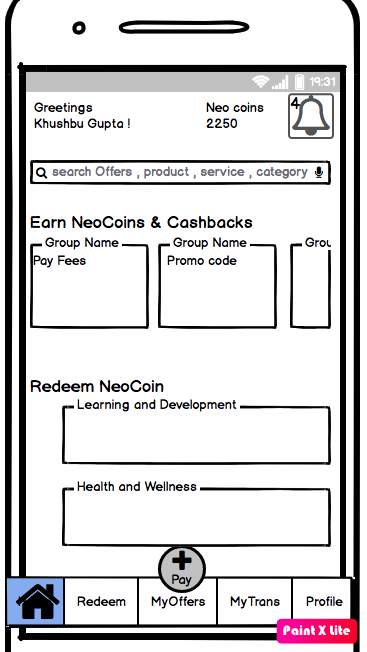 19:31
Greetings
Neo coins
4
Khushbu Gupta !
2250
search Offers , product , service , category
Earn NeoCoins & Cashbacks
Group Name
Group Name
Grou
Pay Fees
Promo code
Redeem NeoCoin
Learning and Development
Health and Wellness
Pay
Redeem
MyOffers
MyTrans
Profile
Paint X lite